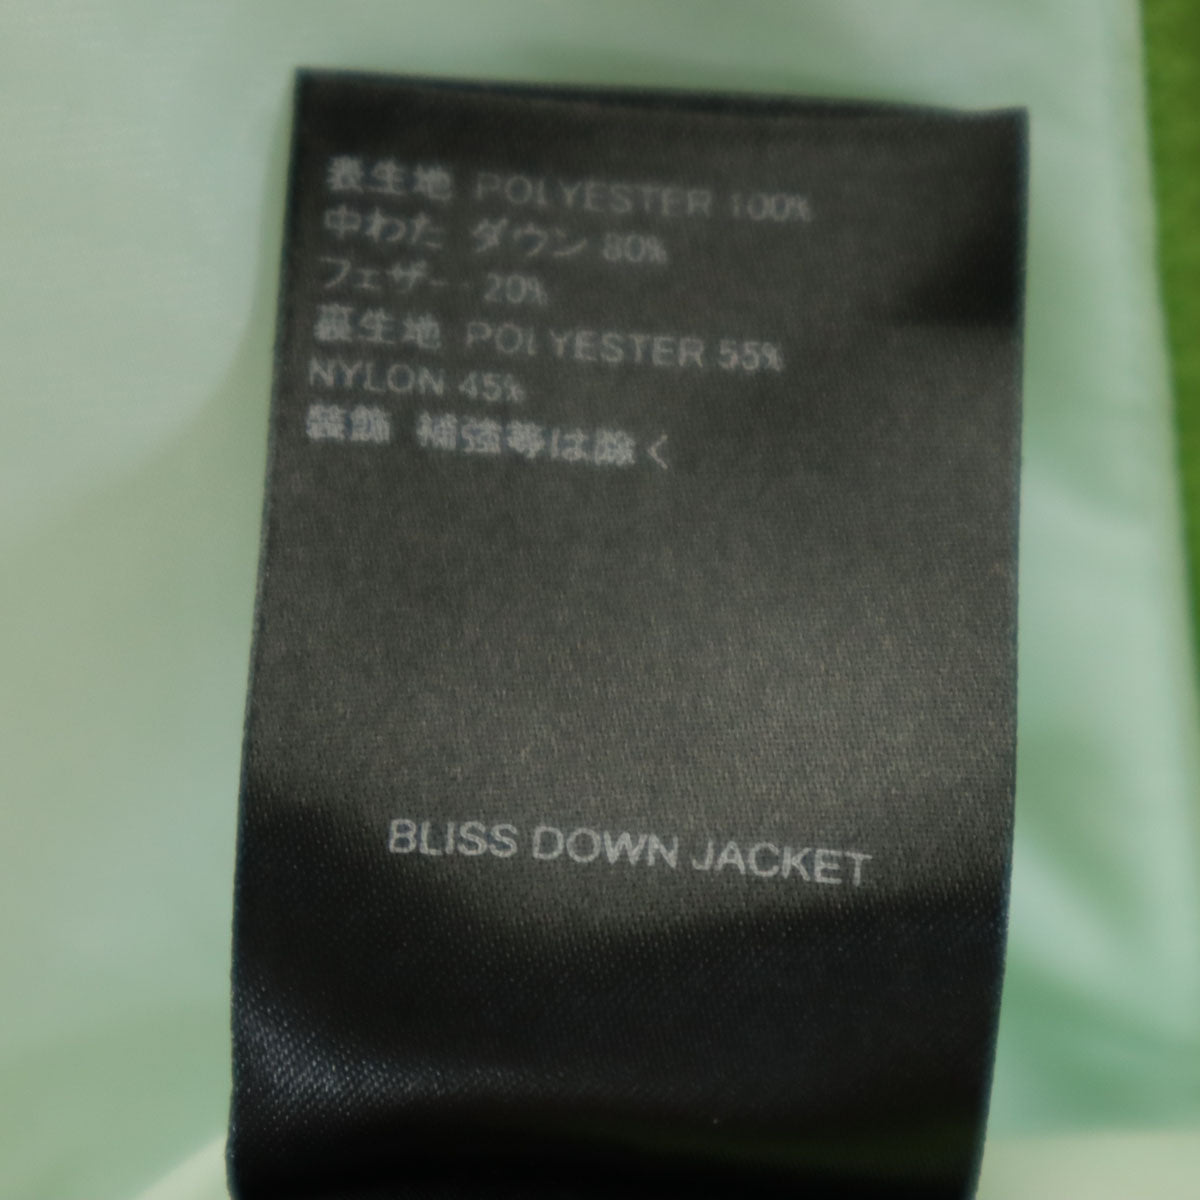 表生地 POLYESTER 100%
中わた ダウン 80%
フェザー 20%
裏生地 POLYESTER 55%
NYLON 45%
装飾 補強等は除く
BLISS DOWN JACKET